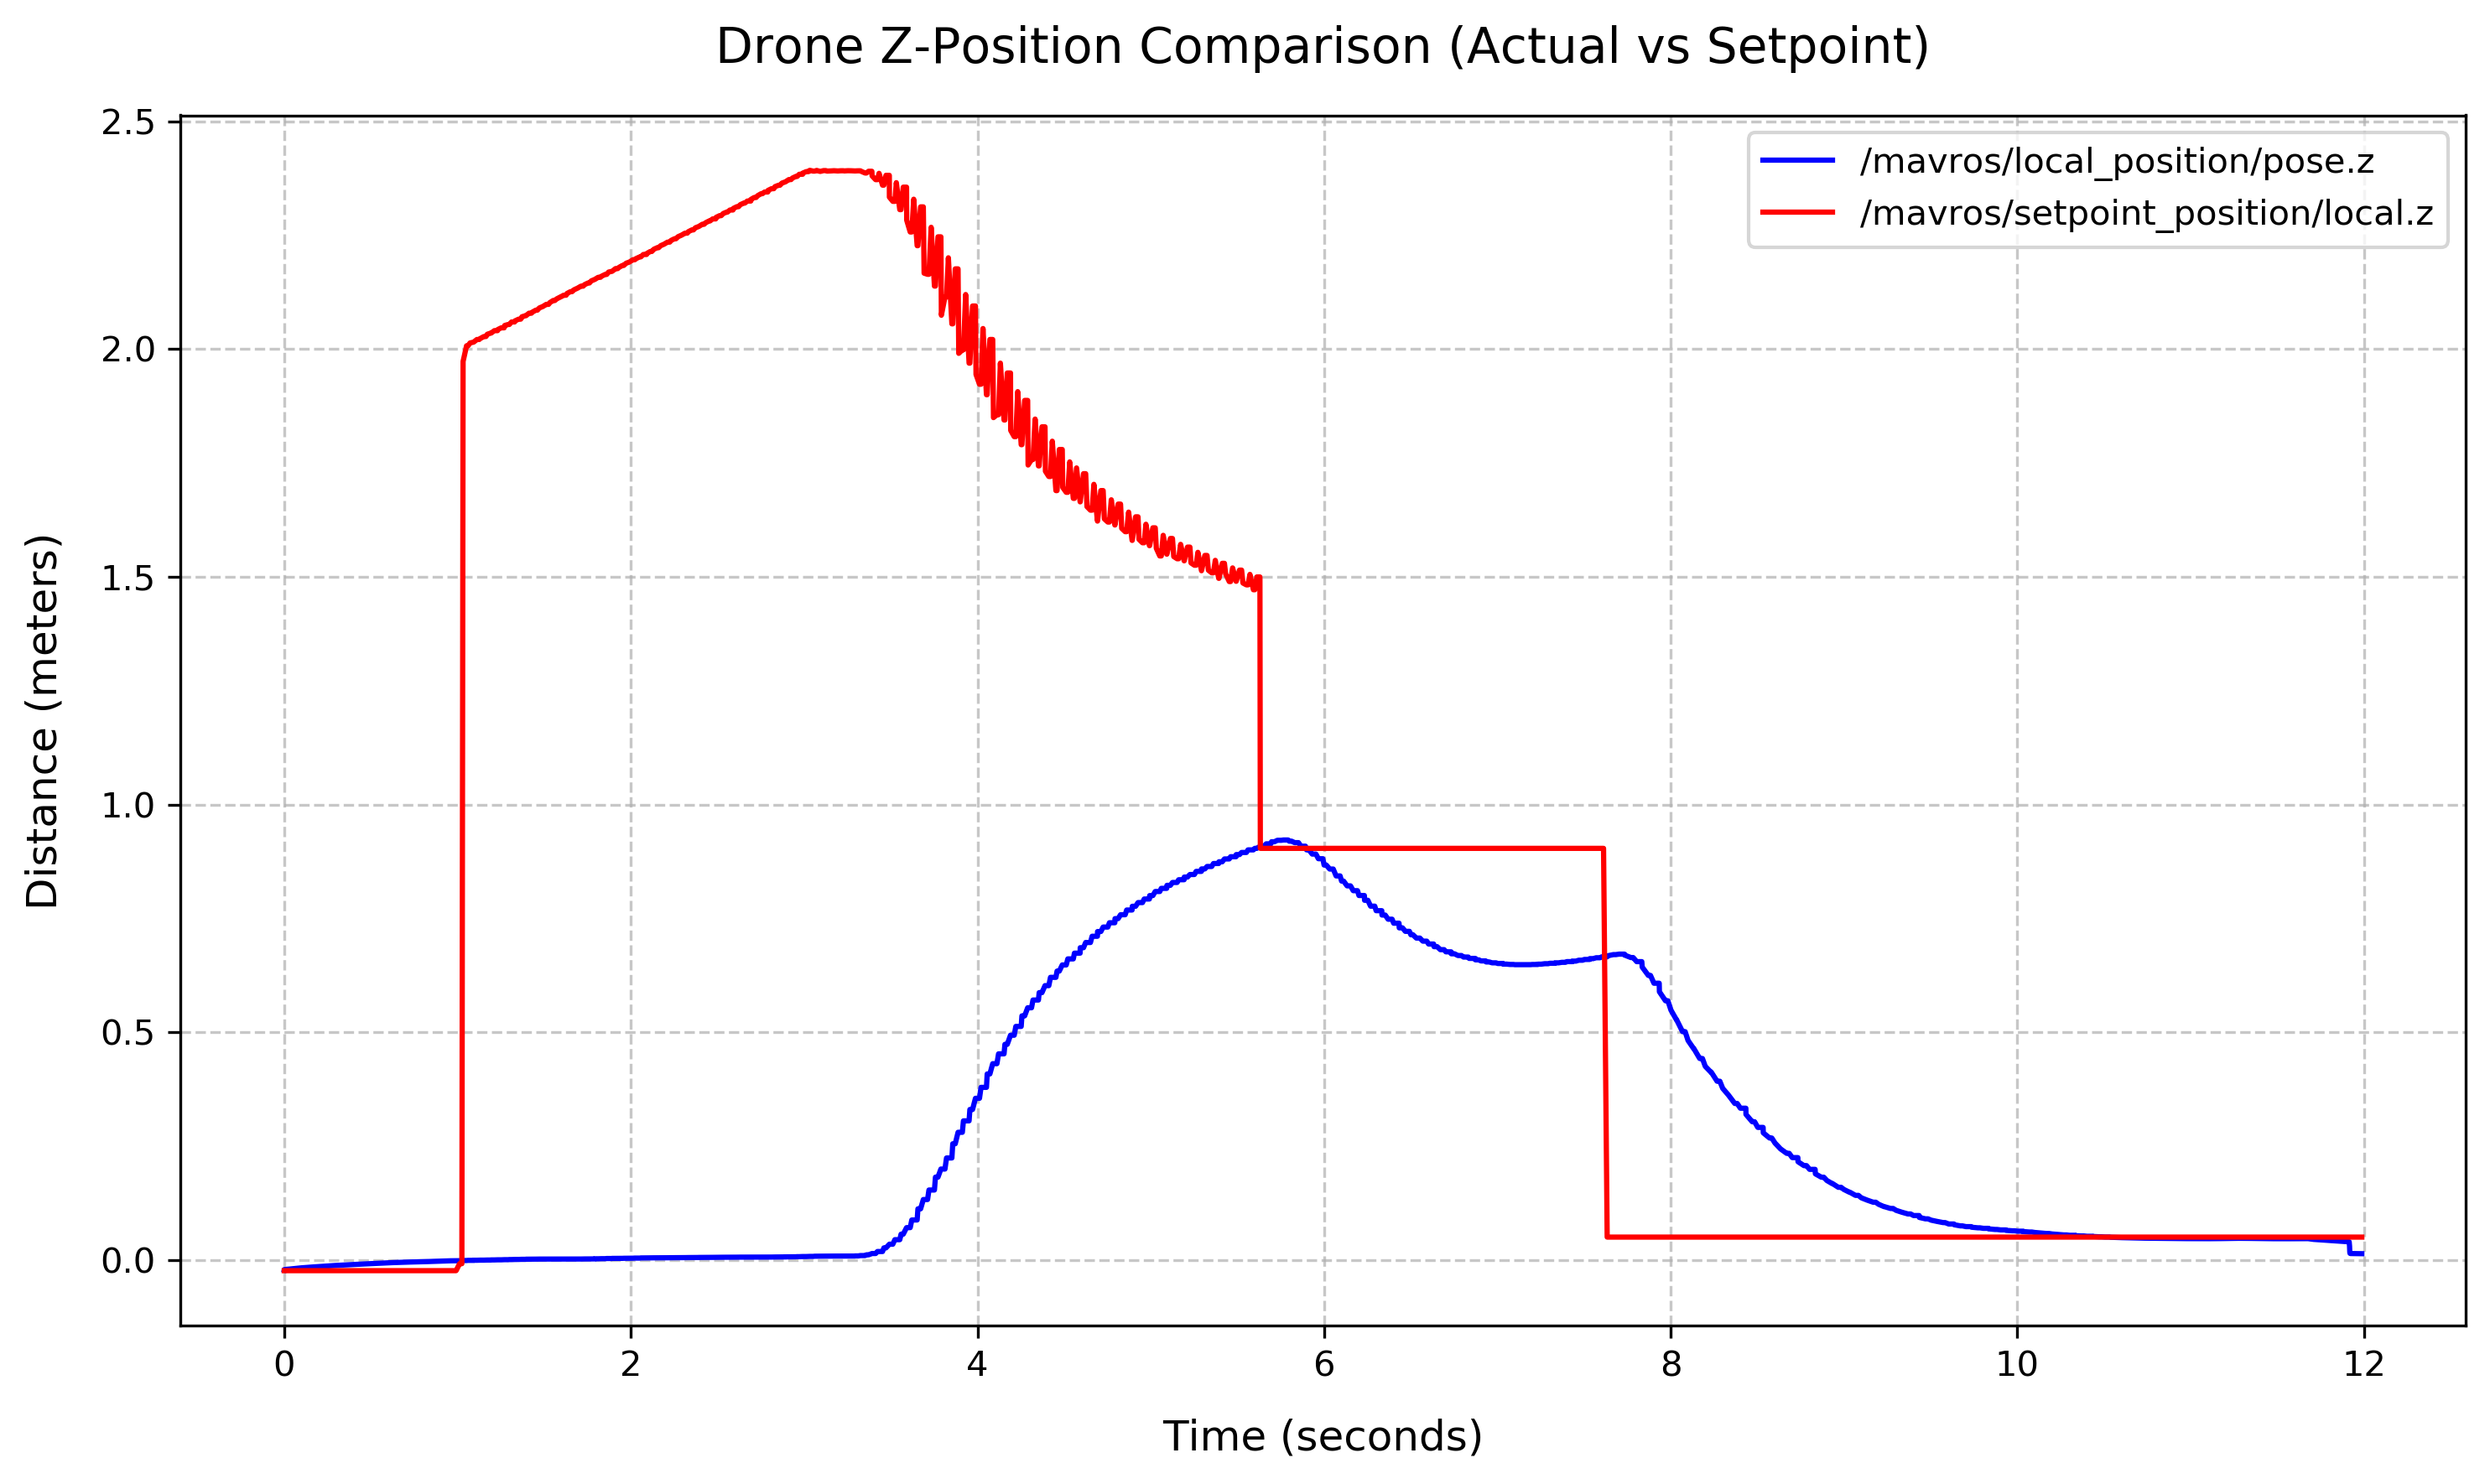 Drone Z-Position Comparison (Actual vs Setpoint)
/mavros/local_position/pose.z
/mavros/setpoint_position/local.z
Distance (meters)
2.5
2.0
1.5
1.0
0.5
0.0
0 2 4 6 8 10 12
Time (seconds)